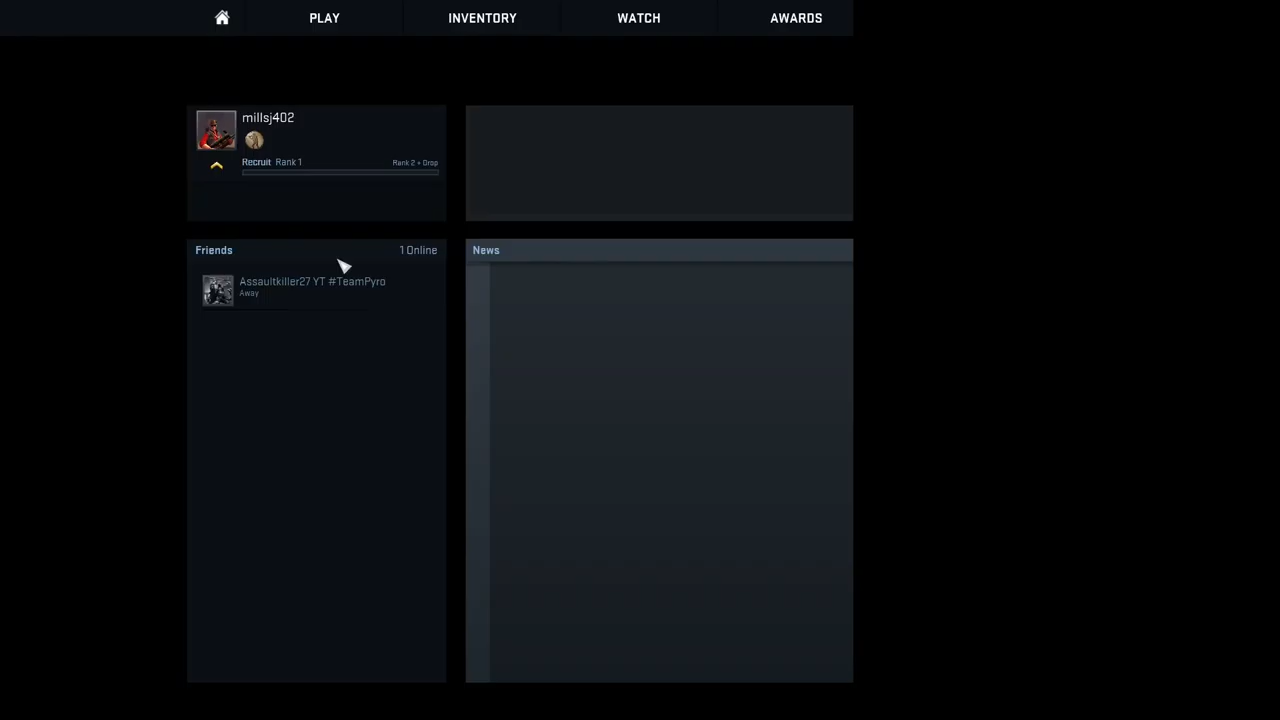 PLAY
INVENTORY
WATCH
AWARDS
millsj402
Recruit Rank 1
Rank 2 + Drop
Friends
1 Online
Assaultkiller27 YT #TeamPyro
Away
News